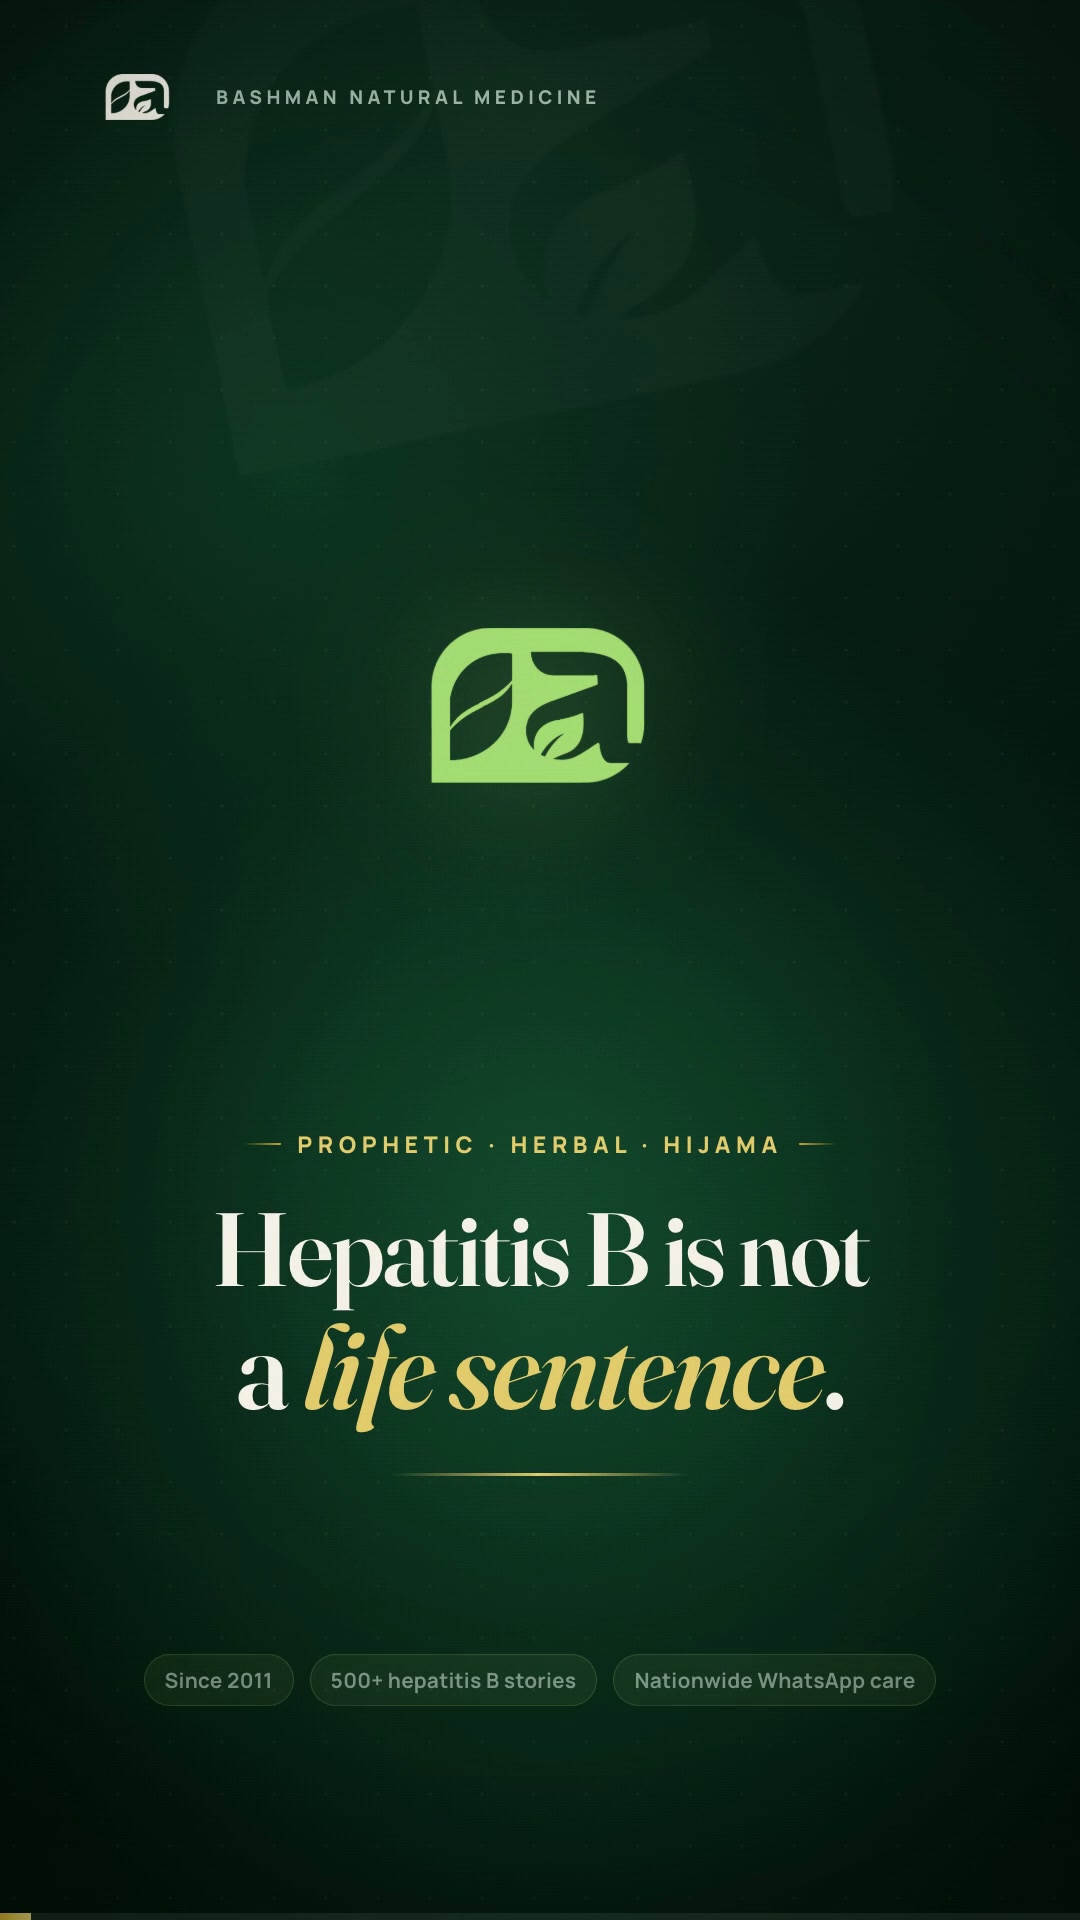 BASHMAN NATURAL MEDICINE
PROPHETIC · HERBAL · HIJAMA
Hepatitis B is not
a life sentence.
Since 2011
500+ hepatitis B stories
Nationwide WhatsApp care